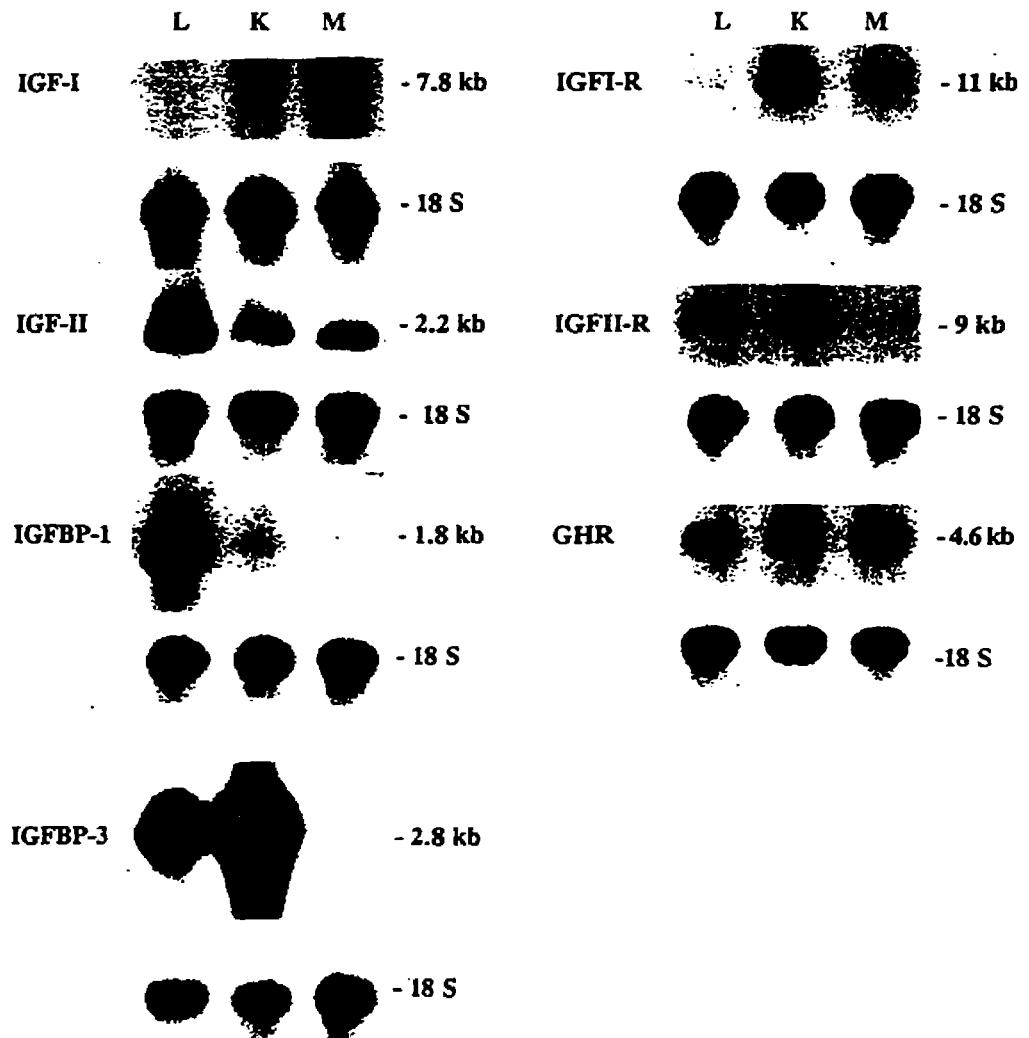 L K M
IGF-I - 7.8 kb
- 18 S
IGF-II - 2.2 kb
- 18 S
IGFBP-1 - 1.8 kb
- 18 S
IGFBP-3 - 2.8 kb
- 18 S
L K M
IGFI-R - 11 kb
- 18 S
IGFII-R - 9 kb
- 18 S
GHR -4.6 kb
-18 S